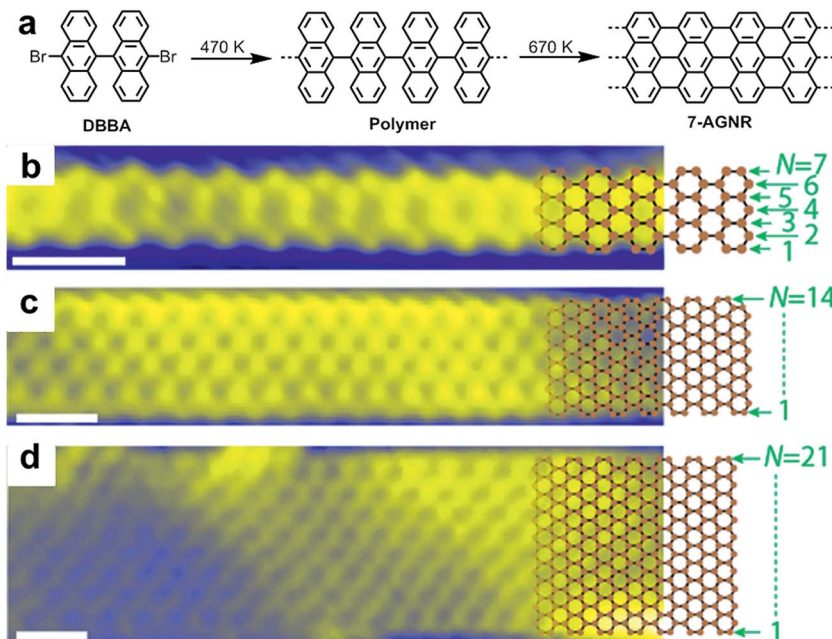 a
Br Br 470 K 670 K
DBBA Polymer 7-AGNR
b
N=7
6
5
4
3
2
1
c
N=14
1
d
N=21
1